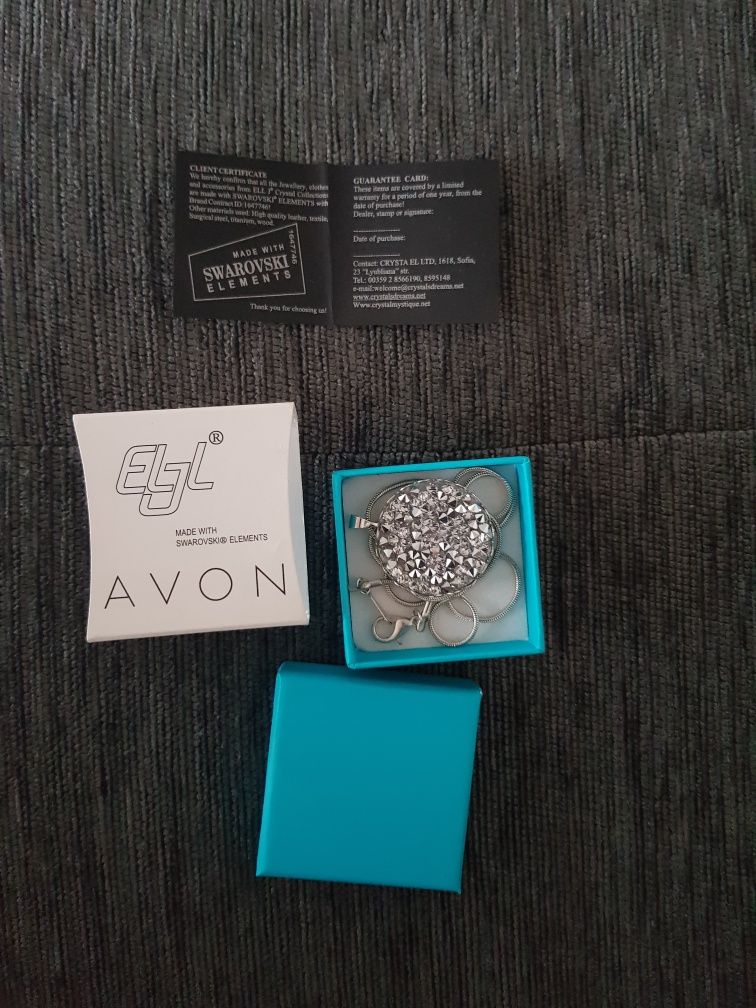 CLIENT CERTIFICATE
We hereby confirm that all the Jewellery, clothes
and accessories from ELL J® Crystal Collections
are made with SWAROVSKI® ELEMENTS with
Brand Contract ID:1647746!
Other materials used: High quality leather, textile,
Surgical steel, titanium, wood.
MADE WITH
SWAROVSKI
ELEMENTS
1647746
Thank you for choosing us!
GUARANTEE CARD:
These items are covered by a limited
warranty for a period of one year, from the
date of purchase!
Dealer, stamp or signature:
Date of purchase:
Contact: CRYSTA EL LTD, 1618, Sofia,
23 "Lyubliana" str.
Tel.: 00359 2 8566190, 8595148
e-mail:welcome@crystalsdreams.net
www.crystalsdreams.net
Www.crystalmystique.net
®
MADE WITH
SWAROVSKI® ELEMENTS
AVON